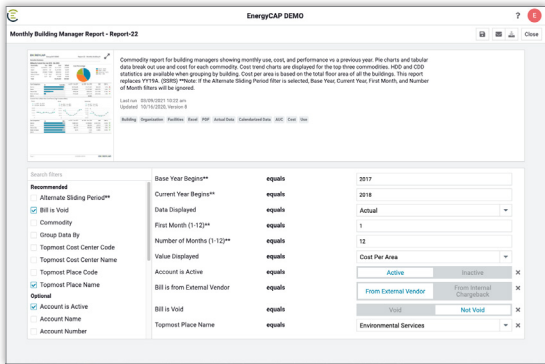 EnergyCAP DEMO
?
E
Monthly Building Manager Report - Report-22
Close
Commodity report for building managers showing monthly use, cost, and performance vs a previous year. Pie charts and tabular
data break out use and cost for each commodity. Cost trend charts are displayed for the top three commodities. HDD and CDD
statistics are available when grouping by building. Cost per area is based on the total floor area of all the buildings. This report
replaces YY19A. (SSRS) **Note: If the Alternate Sliding Period filter is selected, Base Year, Current Year, First Month, and Number
of Month filters will be ignored.
Last run 03/09/2021 10:22 am
Updated 10/16/2020, Version 8
Building Organization Facilities Excel PDF Actual Data Calendarized Data AUC Cost Use
Search filters
Recommended
Alternate Sliding Period**
Bill is Void
Commodity
Group Data By
Topmost Cost Center Code
Topmost Cost Center Name
Topmost Place Code
Topmost Place Name
Optional
Account is Active
Account Name
Account Number
Base Year Begins** equals 2017
Current Year Begins** equals 2018
Data Displayed equals Actual
First Month (1-12)** equals 1
Number of Months (1-12)** equals 12
Value Displayed equals Cost Per Area
Account is Active equals Active Inactive
Bill is from External Vendor equals From External Vendor From Internal Chargeback
Bill is Void equals Void Not Void
Topmost Place Name equals Environmental Services